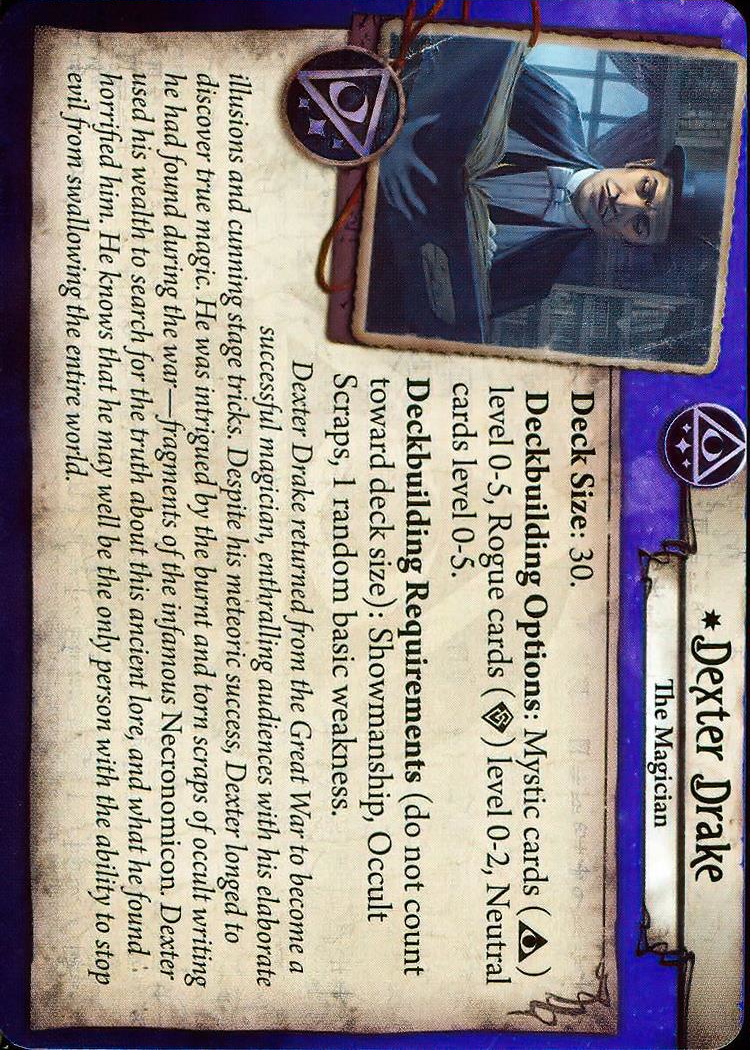 Dexter Drake
The Magician
Deck Size: 30.
Deckbuilding Options: Mystic cards ( )
level 0-5, Rogue cards ( ) level 0-2, Neutral
cards level 0-5.
Deckbuilding Requirements (do not count
toward deck size): Showmanship, Occult
Scraps, 1 random basic weakness.
Dexter Drake returned from the Great War to become a
successful magician, enthralling audiences with his elaborate
illusions and cunning stage tricks. Despite his meteoric success, Dexter longed to
discover true magic. He was intrigued by the burnt and torn scraps of occult writing
he had found during the war—fragments of the infamous Necronomicon. Dexter
used his wealth to search for the truth about this ancient lore, and what he found
horrified him. He knows that he may well be the only person with the ability to stop
evil from swallowing the entire world.